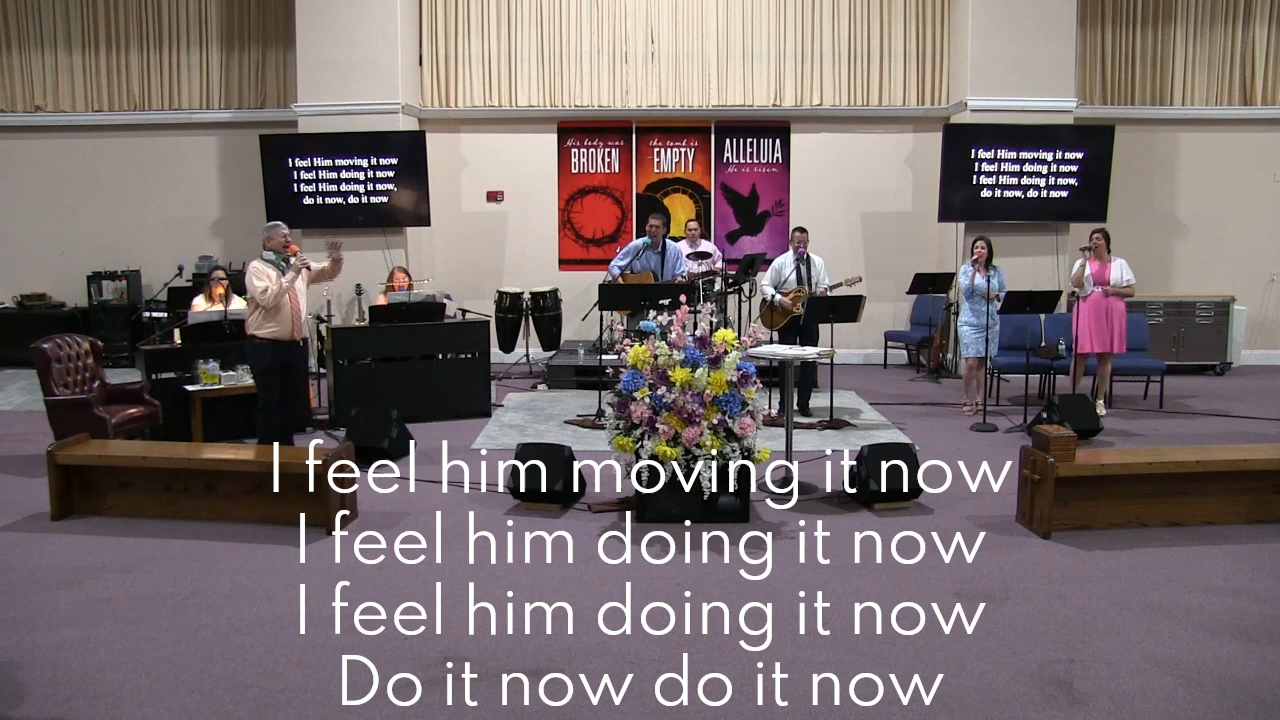 I feel Him moving it now
I feel Him doing it now
I feel Him doing it now,
do it now, do it now
His body was
BROKEN
the tomb is
EMPTY
ALLELUIA
He is risen
I feel Him moving it now
I feel Him doing it now
I feel Him doing it now,
do it now, do it now
I feel him moving it now
I feel him doing it now
I feel him doing it now
Do it now do it now